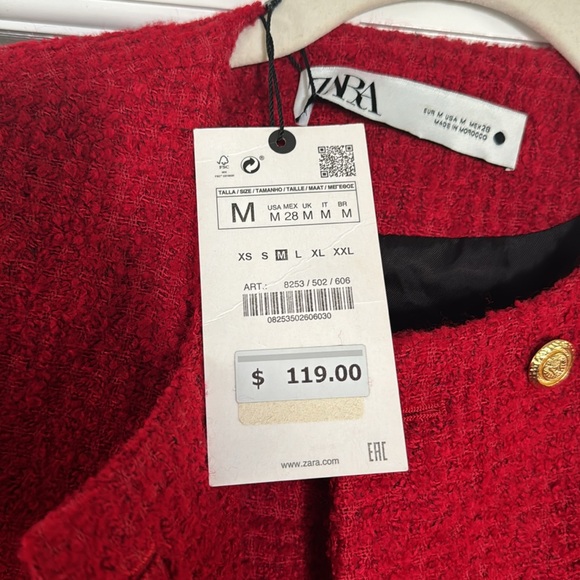 ZARA
EUR M USA M MEX 28
MADE IN MOROCCO
FSC
TALLA / SIZE / TAMANHO / TAILLE / MAAT / ΜΕΓΕΘΟΣ
M
USA MEX UK IT BR
M 28 M M M
XS S M L XL XXL
ART.: 8253 / 502 / 606
08253502606030
$ 119.00
www.zara.com
EAC